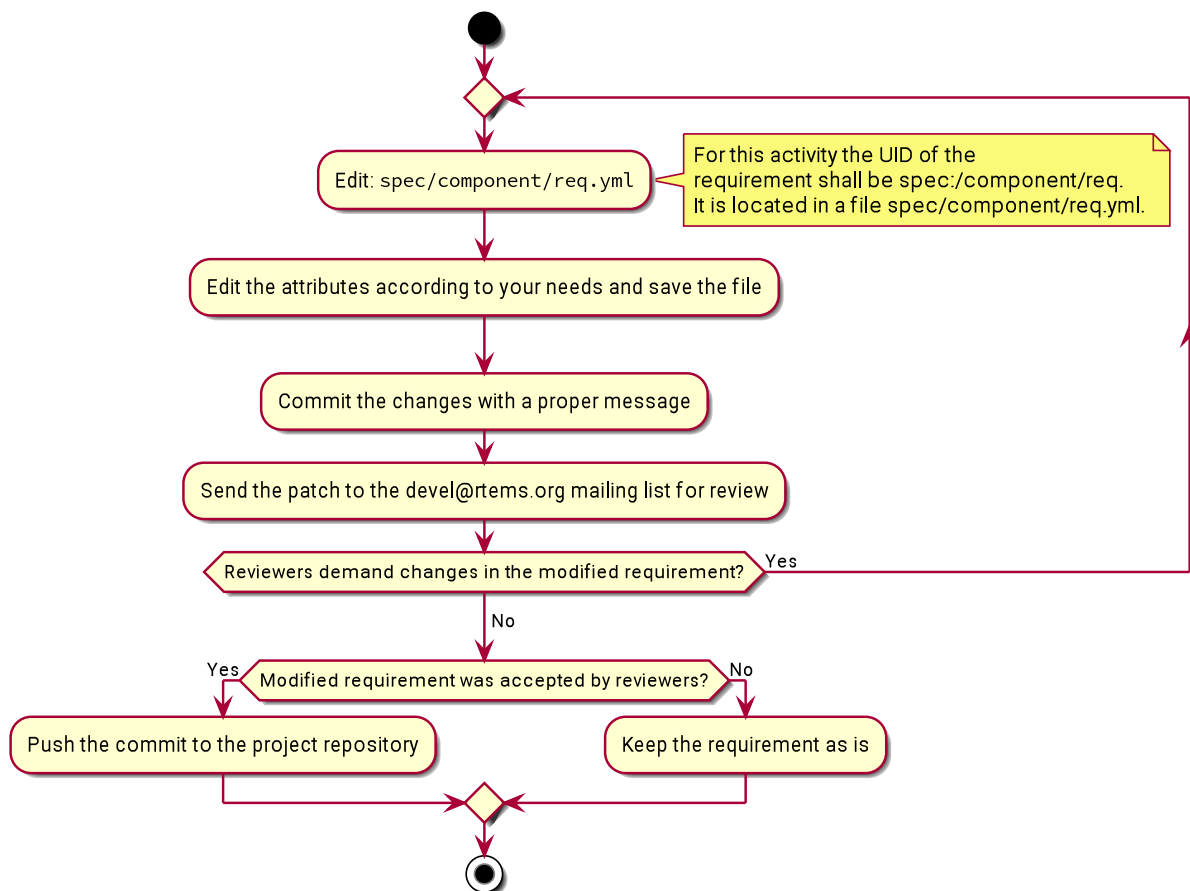 Edit: spec/component/req.yml
For this activity the UID of the
requirement shall be spec:/component/req.
It is located in a file spec/component/req.yml.
Edit the attributes according to your needs and save the file
Commit the changes with a proper message
Send the patch to the devel@rtems.org mailing list for review
Reviewers demand changes in the modified requirement?
Yes
No
Yes
Modified requirement was accepted by reviewers?
No
Push the commit to the project repository
Keep the requirement as is